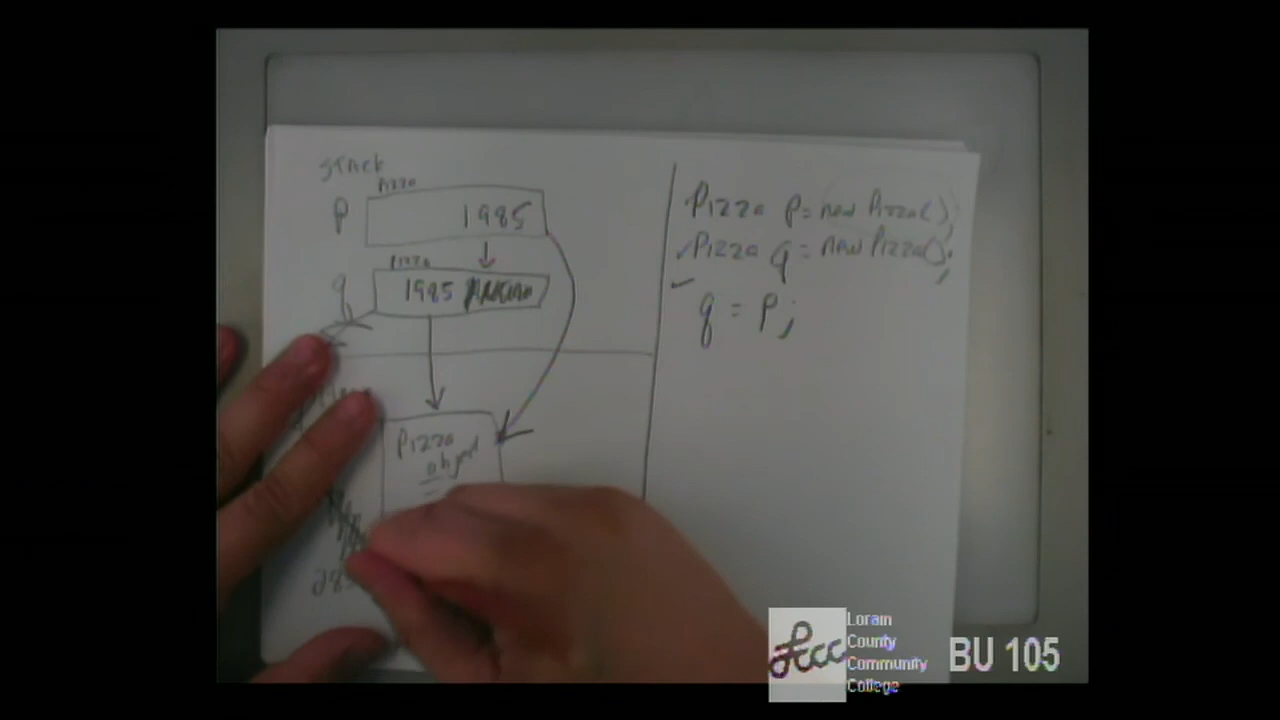 Stack
Pizza
P 1985
Pizza
q 1985
Pizza
object
Pizza p = new Pizza();
Pizza q = new Pizza();
q = P;
Lorain
County
Community
College
lccc
BU 105